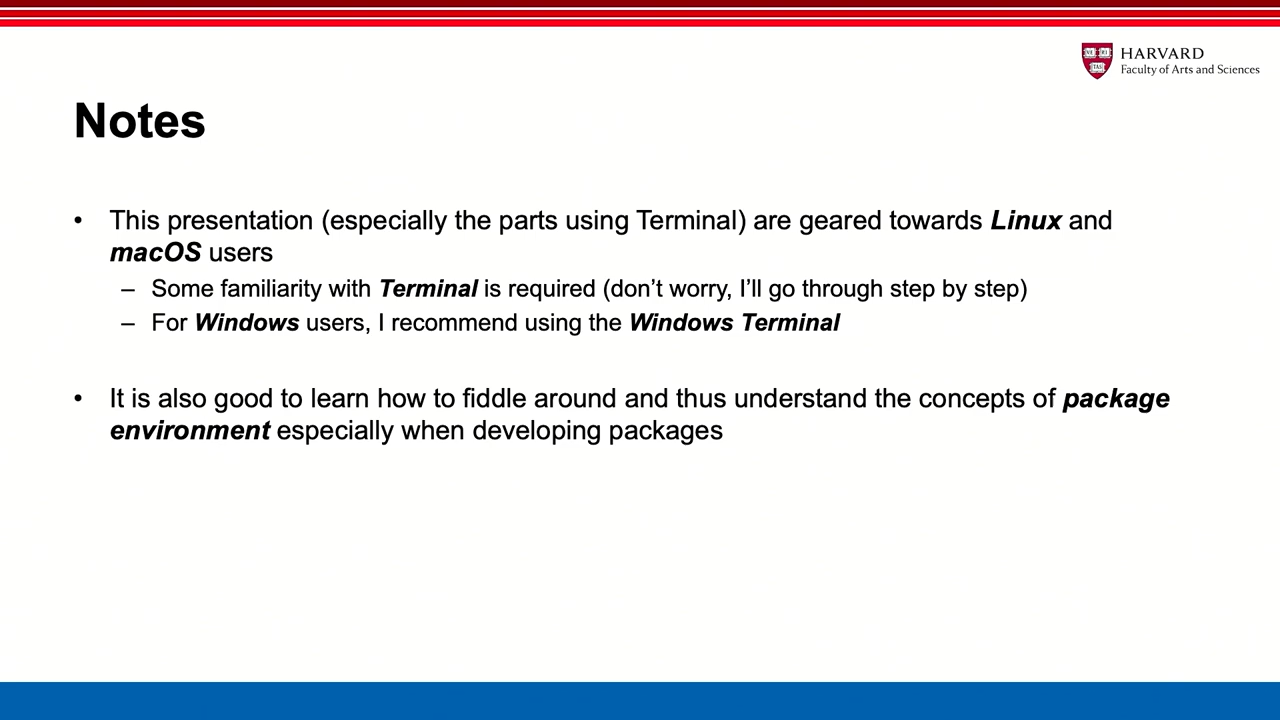 HARVARD
Faculty of Arts and Sciences
Notes
• This presentation (especially the parts using Terminal) are geared towards Linux and
macOS users
– Some familiarity with Terminal is required (don’t worry, I’ll go through step by step)
– For Windows users, I recommend using the Windows Terminal
• It is also good to learn how to fiddle around and thus understand the concepts of package
environment especially when developing packages